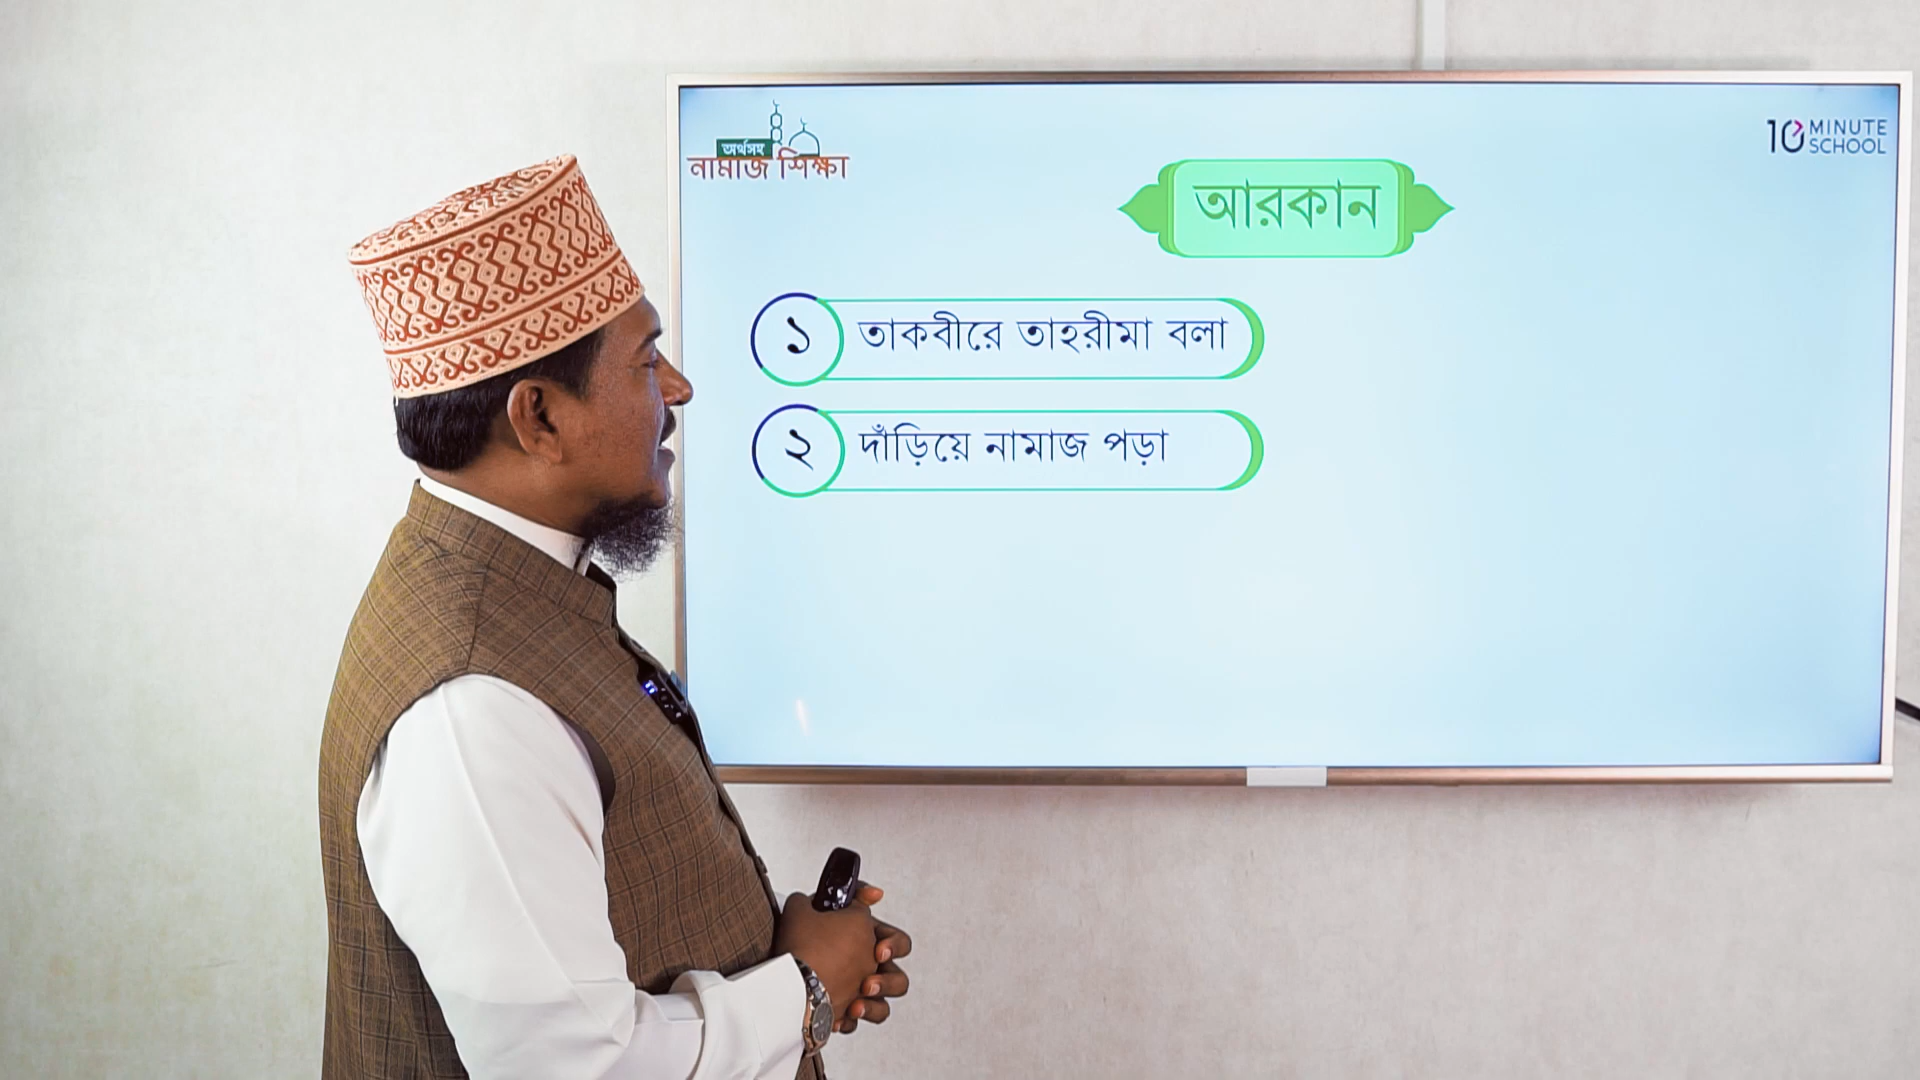 অর্থসহ
নামাজ শিক্ষা
10 MINUTE
SCHOOL
আরকান
১ তাকবীরে তাহরীমা বলা
২ দাঁড়িয়ে নামাজ পড়া